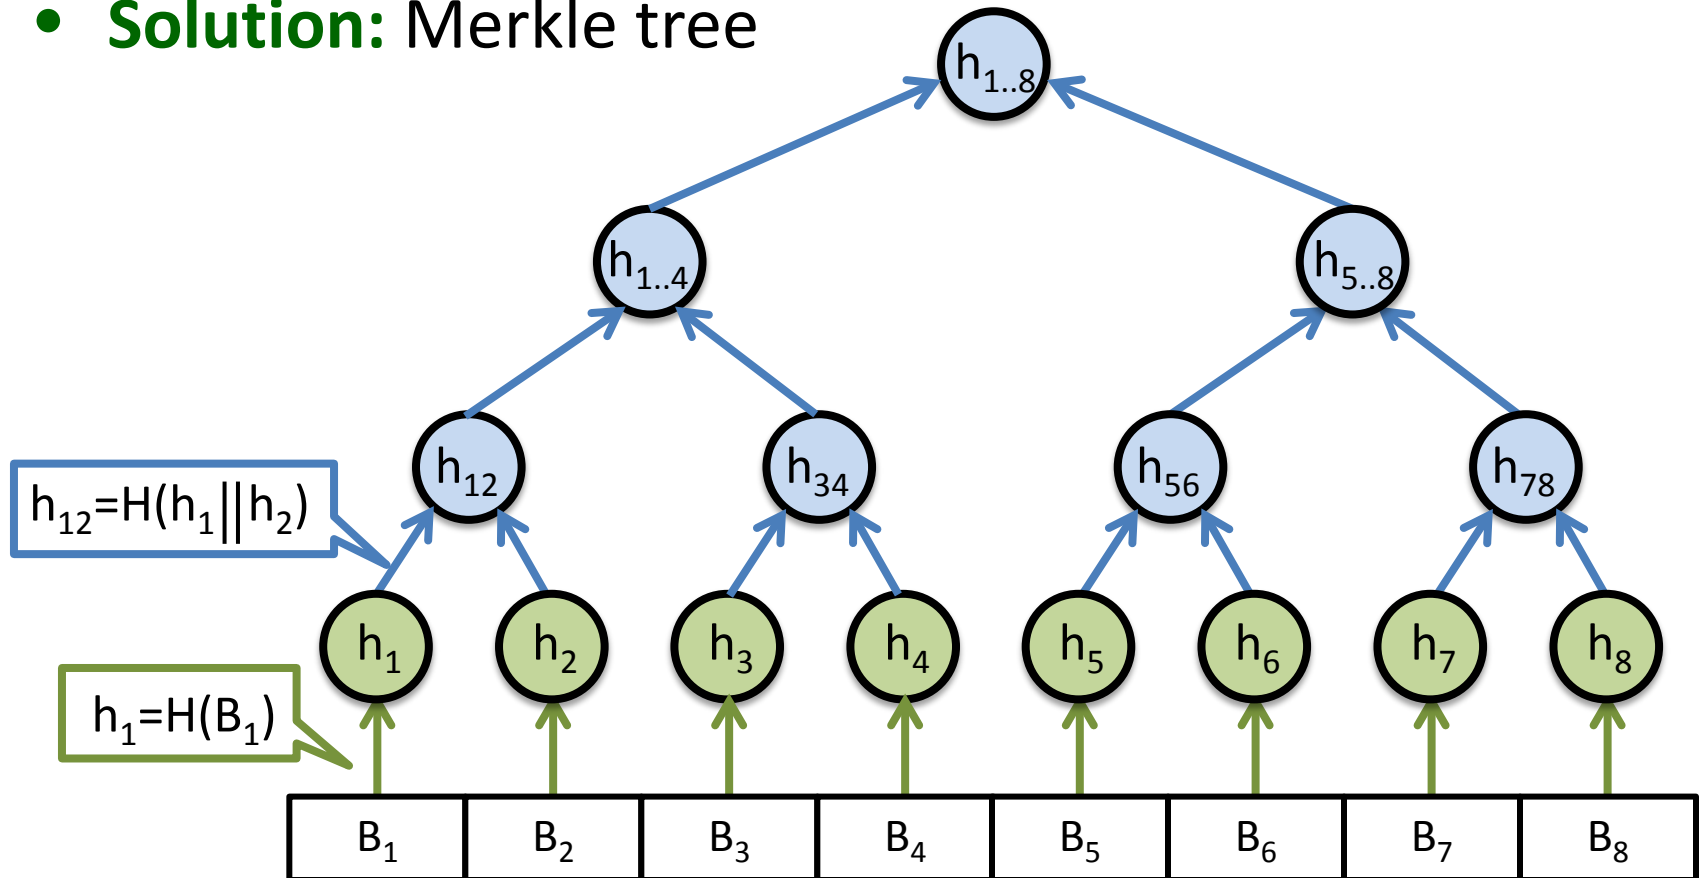 • Solution: Merkle tree
h₁..₈
h₁..₄ h₅..₈
h₁₂ h₃₄ h₅₆ h₇₈
h₁₂=H(h₁||h₂)
h₁ h₂ h₃ h₄ h₅ h₆ h₇ h₈
h₁=H(B₁)
B₁ B₂ B₃ B₄ B₅ B₆ B₇ B₈